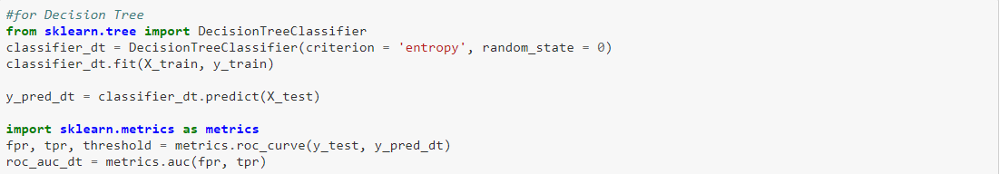 #for Decision Tree
from sklearn.tree import DecisionTreeClassifier
classifier_dt = DecisionTreeClassifier(criterion = 'entropy', random_state = 0)
classifier_dt.fit(X_train, y_train)
y_pred_dt = classifier_dt.predict(X_test)
import sklearn.metrics as metrics
fpr, tpr, threshold = metrics.roc_curve(y_test, y_pred_dt)
roc_auc_dt = metrics.auc(fpr, tpr)